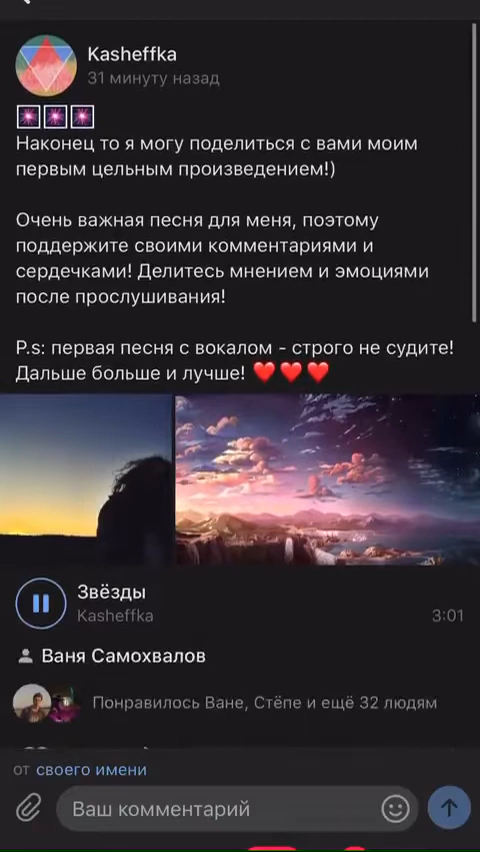 Kasheffka
31 минуту назад
Наконец то я могу поделиться с вами моим
первым цельным произведением!)
Очень важная песня для меня, поэтому
поддержите своими комментариями и
сердечками! Делитесь мнением и эмоциями
после прослушивания!
P.s: первая песня с вокалом - строго не судите!
Дальше больше и лучше! ❤️❤️❤️
Звёзды
Kasheffka
3:01
Ваня Самохвалов
Понравилось Ване, Стёпе и ещё 32 людям
от своего имени
Ваш комментарий